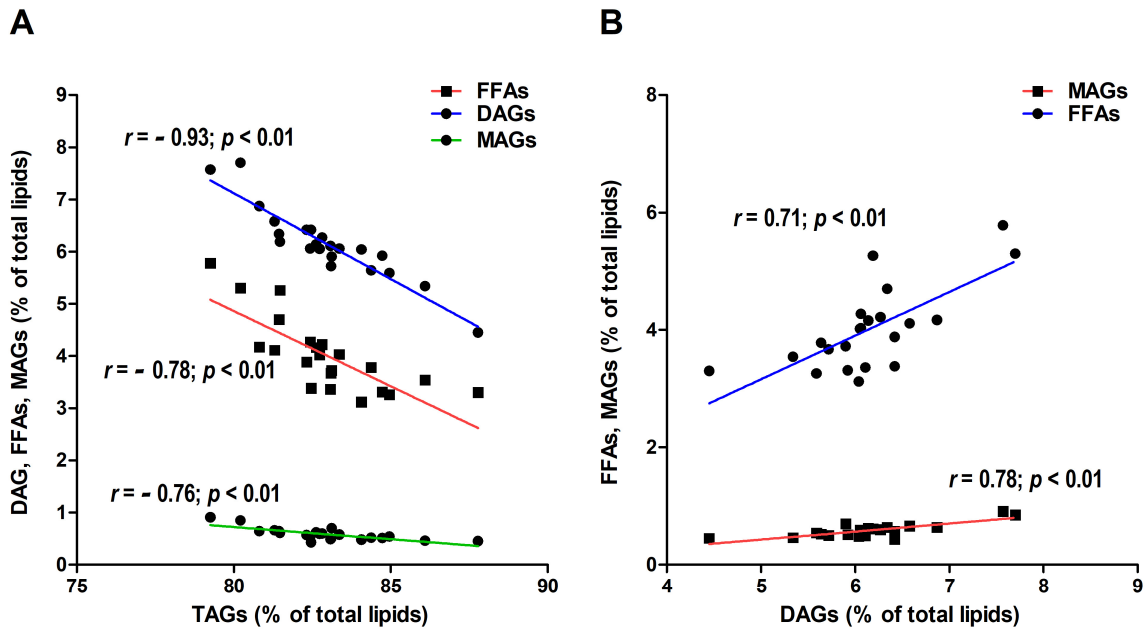 A
FFAs
DAGs
MAGs
r = - 0.93; p < 0.01
r = - 0.78; p < 0.01
r = - 0.76; p < 0.01
9
8
7
6
5
4
3
2
1
0
DAG, FFAs, MAGs (% of total lipids)
75
80
85
90
TAGs (% of total lipids)
B
MAGs
FFAs
r = 0.71; p < 0.01
r = 0.78; p < 0.01
8
6
4
2
0
FFAs, MAGs (% of total lipids)
4
5
6
7
8
9
DAGs (% of total lipids)